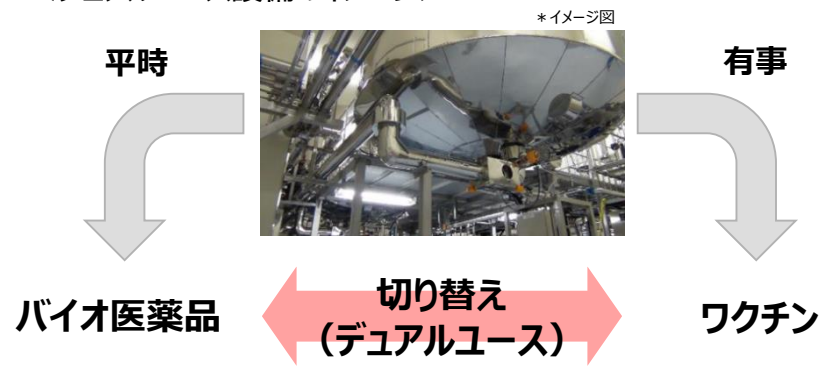 ＊イメージ図
平時
有事
バイオ医薬品
切り替え
（デュアルユース）
ワクチン